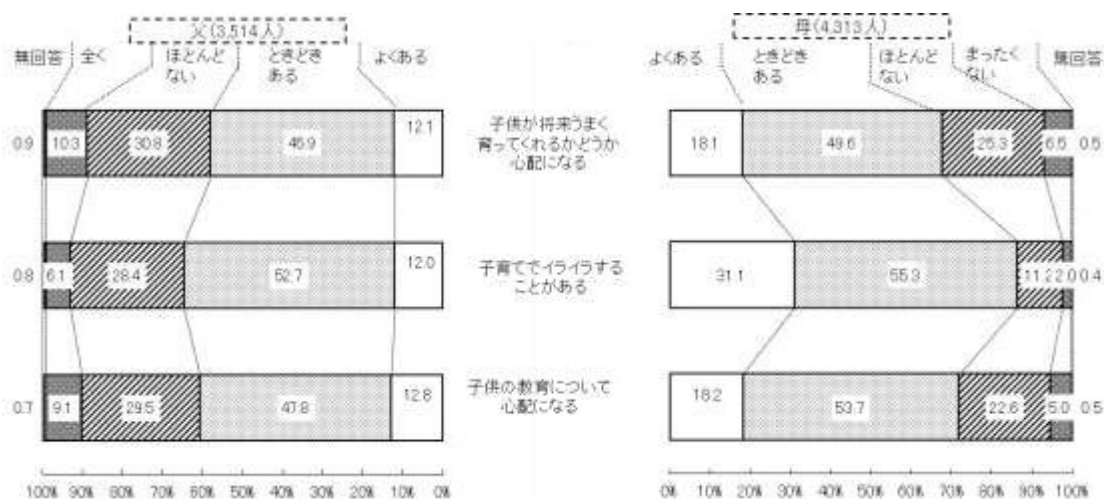 父(3,514人)
無回答 全く ほとんど ときどき よくある
ない ある
0.9 10.3 30.8 45.9 12.1
0.8 6.1 28.4 52.7 12.0
0.7 9.1 29.5 47.8 12.8
100% 90% 80% 70% 60% 50% 40% 30% 20% 10% 0%
子供が将来うまく
育ってくれるかどうか
心配になる
子育てでイライラする
ことがある
子供の教育について
心配になる
母(4,313人)
よくある ときどき ほとんど まったく 無回答
ある ない ない
18.1 49.6 25.3 6.5 0.5
31.1 55.3 11.2 2.0 0.4
18.2 53.7 22.6 5.0 0.5
0% 10% 20% 30% 40% 50% 60% 70% 80% 90% 100%